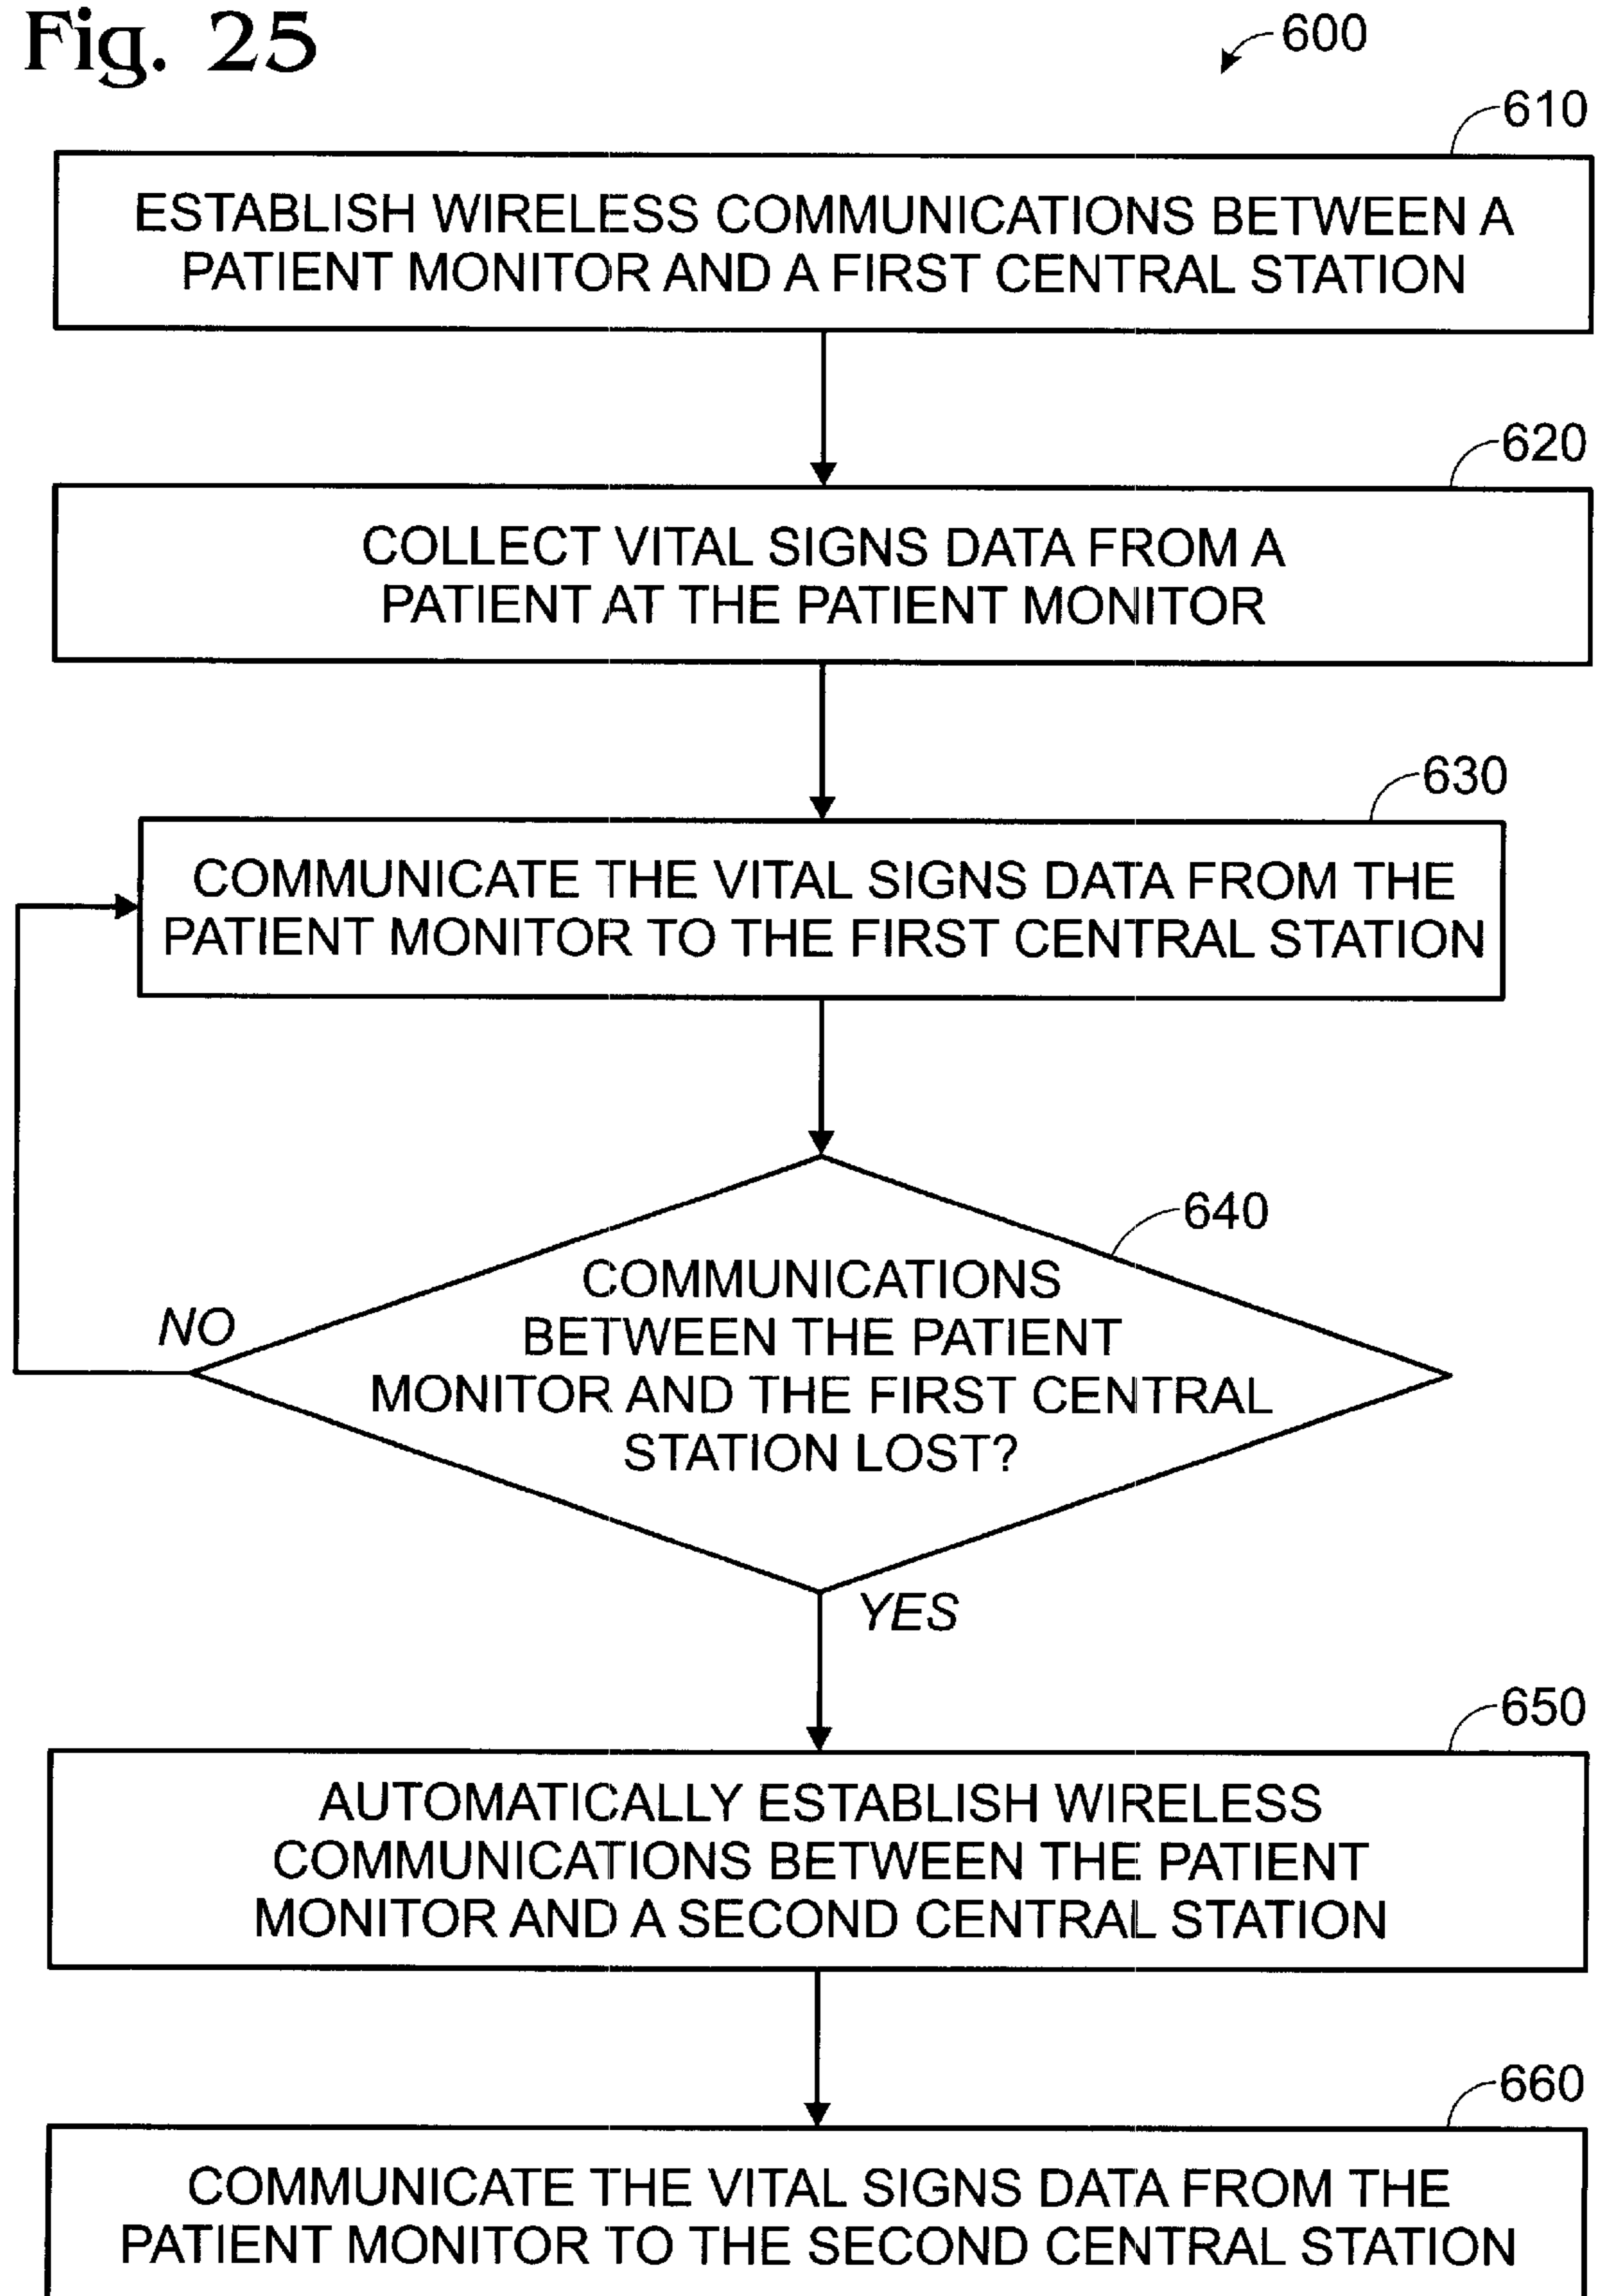 Fig. 25
600
610
ESTABLISH WIRELESS COMMUNICATIONS BETWEEN A
PATIENT MONITOR AND A FIRST CENTRAL STATION
620
COLLECT VITAL SIGNS DATA FROM A
PATIENT AT THE PATIENT MONITOR
630
COMMUNICATE THE VITAL SIGNS DATA FROM THE
PATIENT MONITOR TO THE FIRST CENTRAL STATION
640
COMMUNICATIONS
BETWEEN THE PATIENT
MONITOR AND THE FIRST CENTRAL
STATION LOST?
NO
YES
650
AUTOMATICALLY ESTABLISH WIRELESS
COMMUNICATIONS BETWEEN THE PATIENT
MONITOR AND A SECOND CENTRAL STATION
660
COMMUNICATE THE VITAL SIGNS DATA FROM THE
PATIENT MONITOR TO THE SECOND CENTRAL STATION